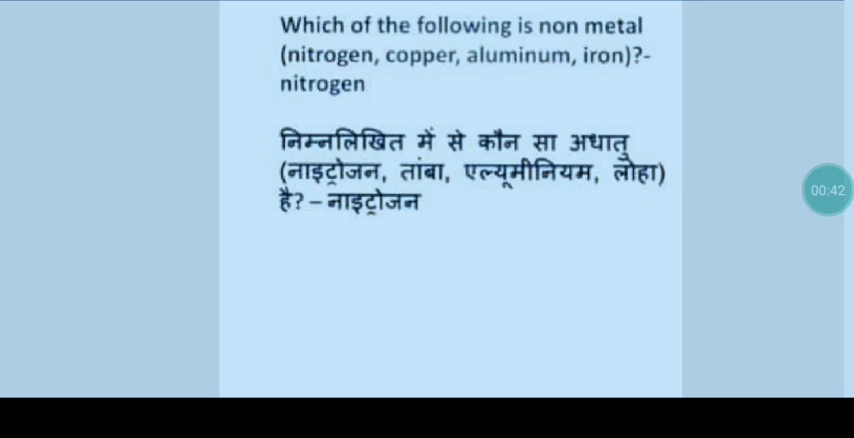 Which of the following is non metal
(nitrogen, copper, aluminum, iron)?-
nitrogen
निम्नलिखित में से कौन सा अधातु
(नाइट्रोजन, तांबा, एल्यूमीनियम, लोहा)
है? – नाइट्रोजन
00:42